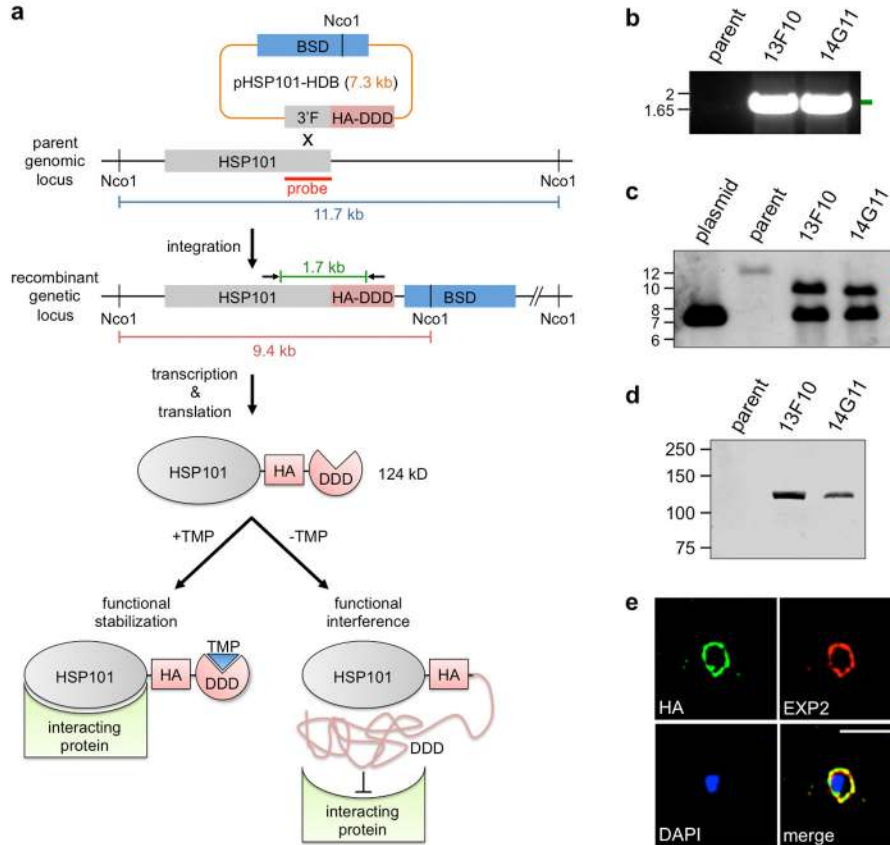 a
Nco1
BSD
pHSP101-HDB (7.3 kb)
3'F
HA-DDD
X
parent
genomic
locus
HSP101
Nco1
probe
Nco1
11.7 kb
integration
1.7 kb
recombinant
genetic
locus
HSP101
HA-DDD
BSD
Nco1
Nco1
Nco1
9.4 kb
transcription
&
translation
HSP101
HA
DDD
124 kD
+TMP
-TMP
functional
stabilization
functional
interference
TMP
HSP101
HA
DDD
interacting
protein
HSP101
HA
DDD
interacting
protein
b
parent
13F10
14G11
2
1.65
c
plasmid
parent
13F10
14G11
12
10
8
7
6
d
parent
13F10
14G11
250
150
100
75
e
HA
EXP2
DAPI
merge